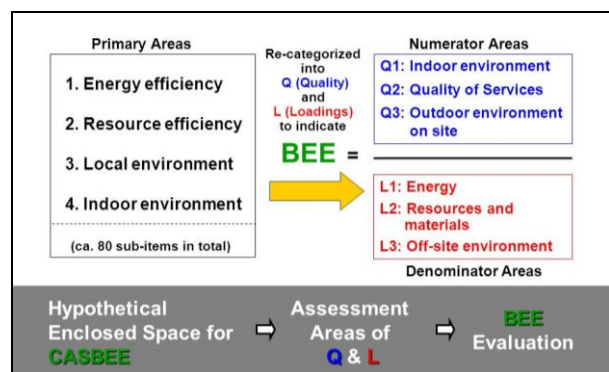 Primary Areas
1. Energy efficiency
2. Resource efficiency
3. Local environment
4. Indoor environment
(ca. 80 sub-items in total)
Re-categorized
into
Q (Quality)
and
L (Loadings)
to indicate
BEE =
Numerator Areas
Q1: Indoor environment
Q2: Quality of Services
Q3: Outdoor environment
on site
L1: Energy
L2: Resources and
materials
L3: Off-site environment
Denominator Areas
Hypothetical
Enclosed Space for
CASBEE
Assessment
Areas of
Q & L
BEE
Evaluation